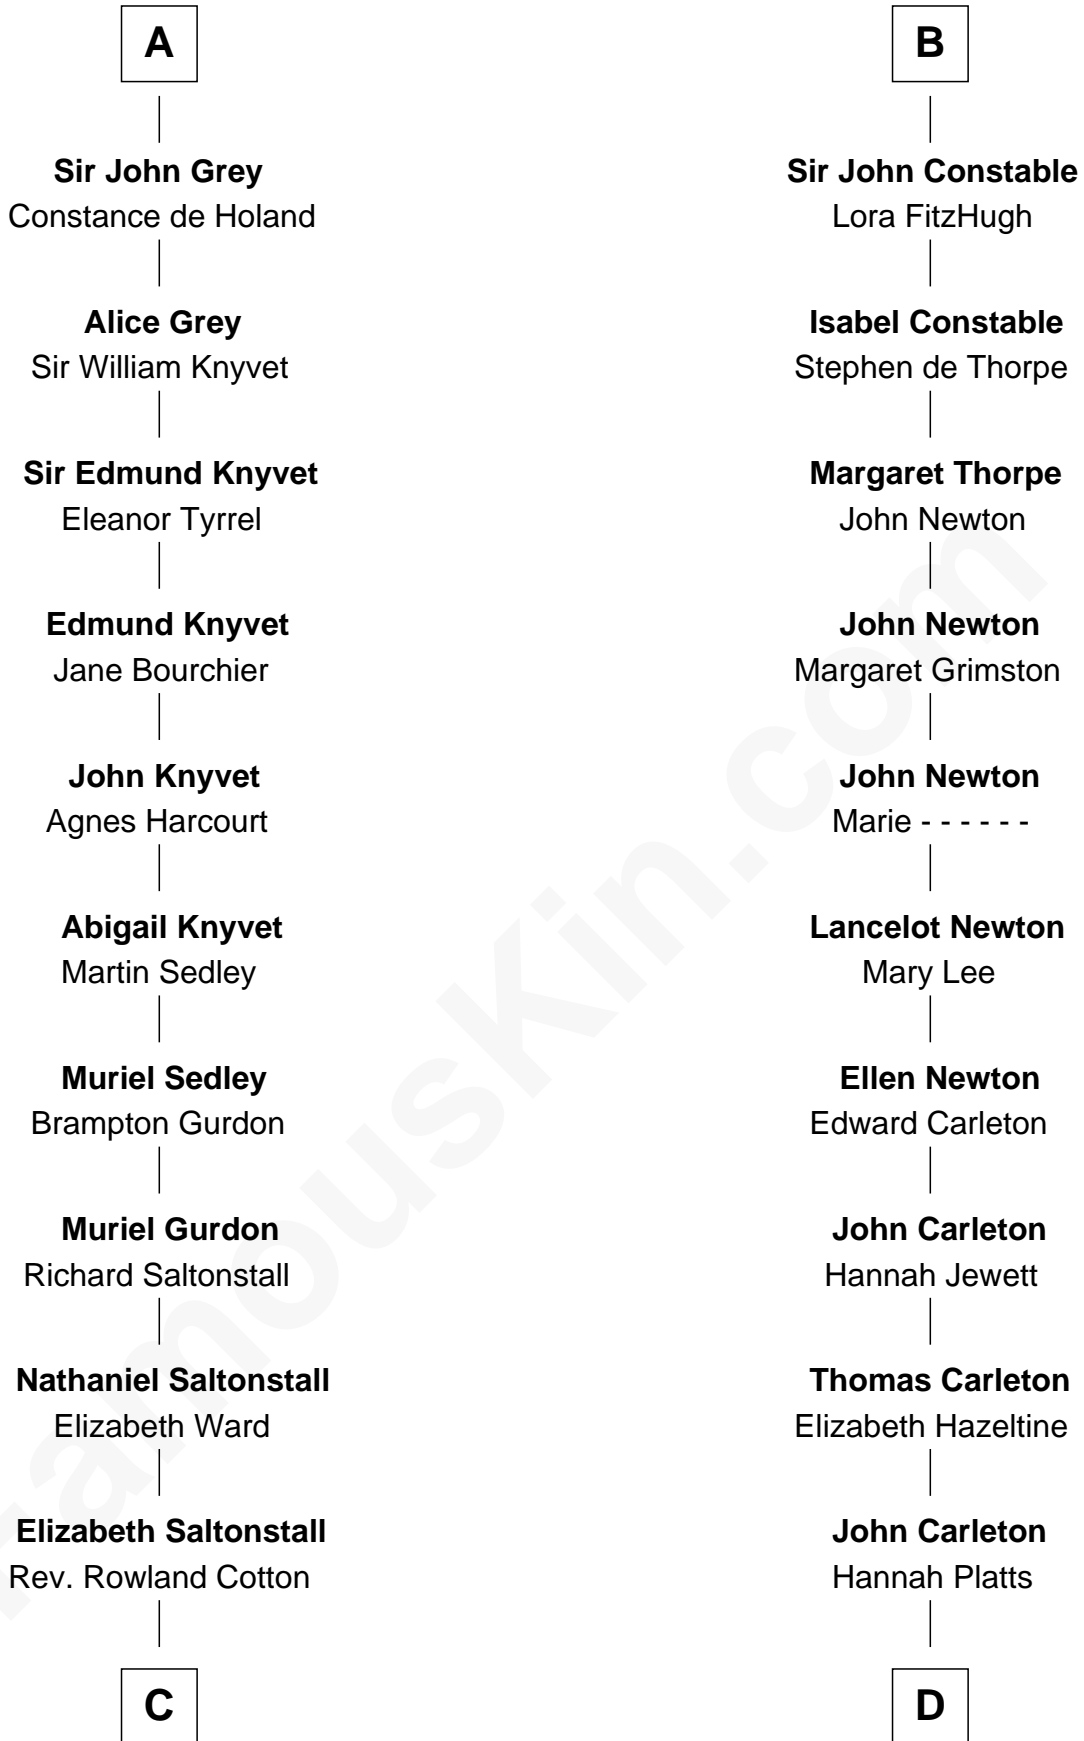 A
Sir John Grey
Constance de Holand
Alice Grey
Sir William Knyvet
Sir Edmund Knyvet
Eleanor Tyrrel
Edmund Knyvet
Jane Bourchier
John Knyvet
Agnes Harcourt
Abigail Knyvet
Martin Sedley
Muriel Sedley
Brampton Gurdon
Muriel Gurdon
Richard Saltonstall
Nathaniel Saltonstall
Elizabeth Ward
Elizabeth Saltonstall
Rev. Rowland Cotton
C
B
Sir John Constable
Lora FitzHugh
Isabel Constable
Stephen de Thorpe
Margaret Thorpe
John Newton
John Newton
Margaret Grimston
John Newton
Marie - - - - - -
Lancelot Newton
Mary Lee
Ellen Newton
Edward Carleton
John Carleton
Hannah Jewett
Thomas Carleton
Elizabeth Hazeltine
John Carleton
Hannah Platts
D
FamousKin.com